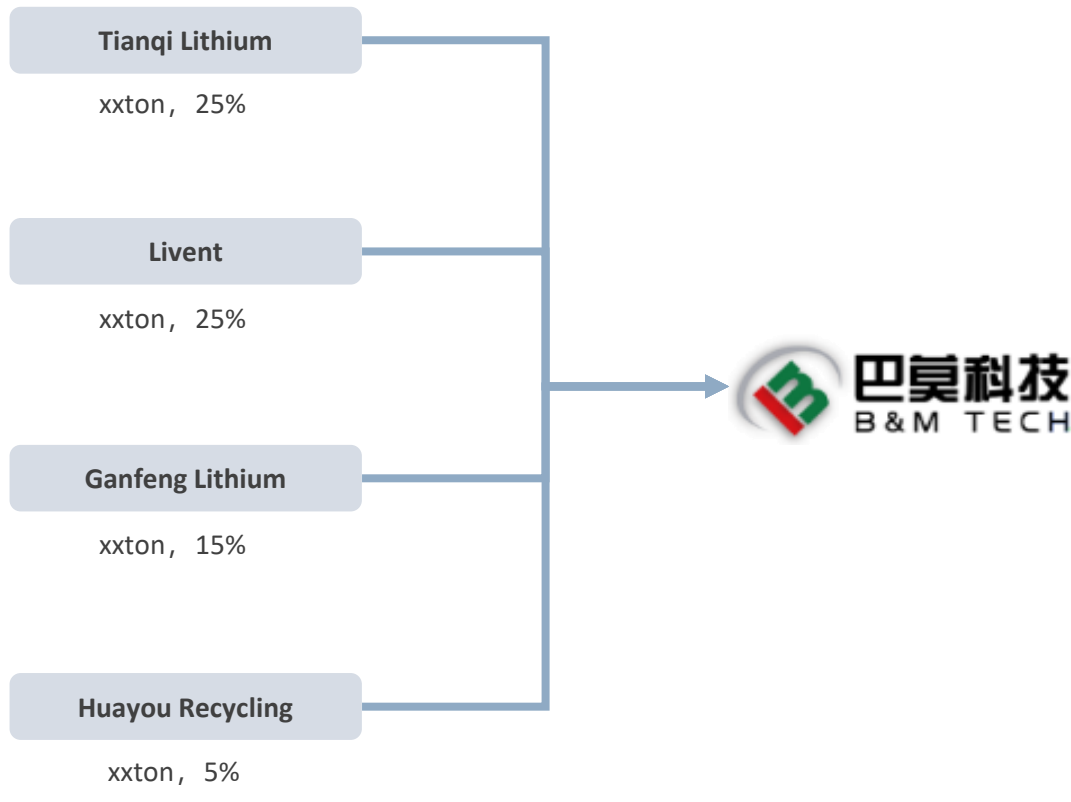 Tianqi Lithium
xxton, 25%
Livent
xxton, 25%
Ganfeng Lithium
xxton, 15%
Huayou Recycling
xxton, 5%
巴莫科技
B&M TECH